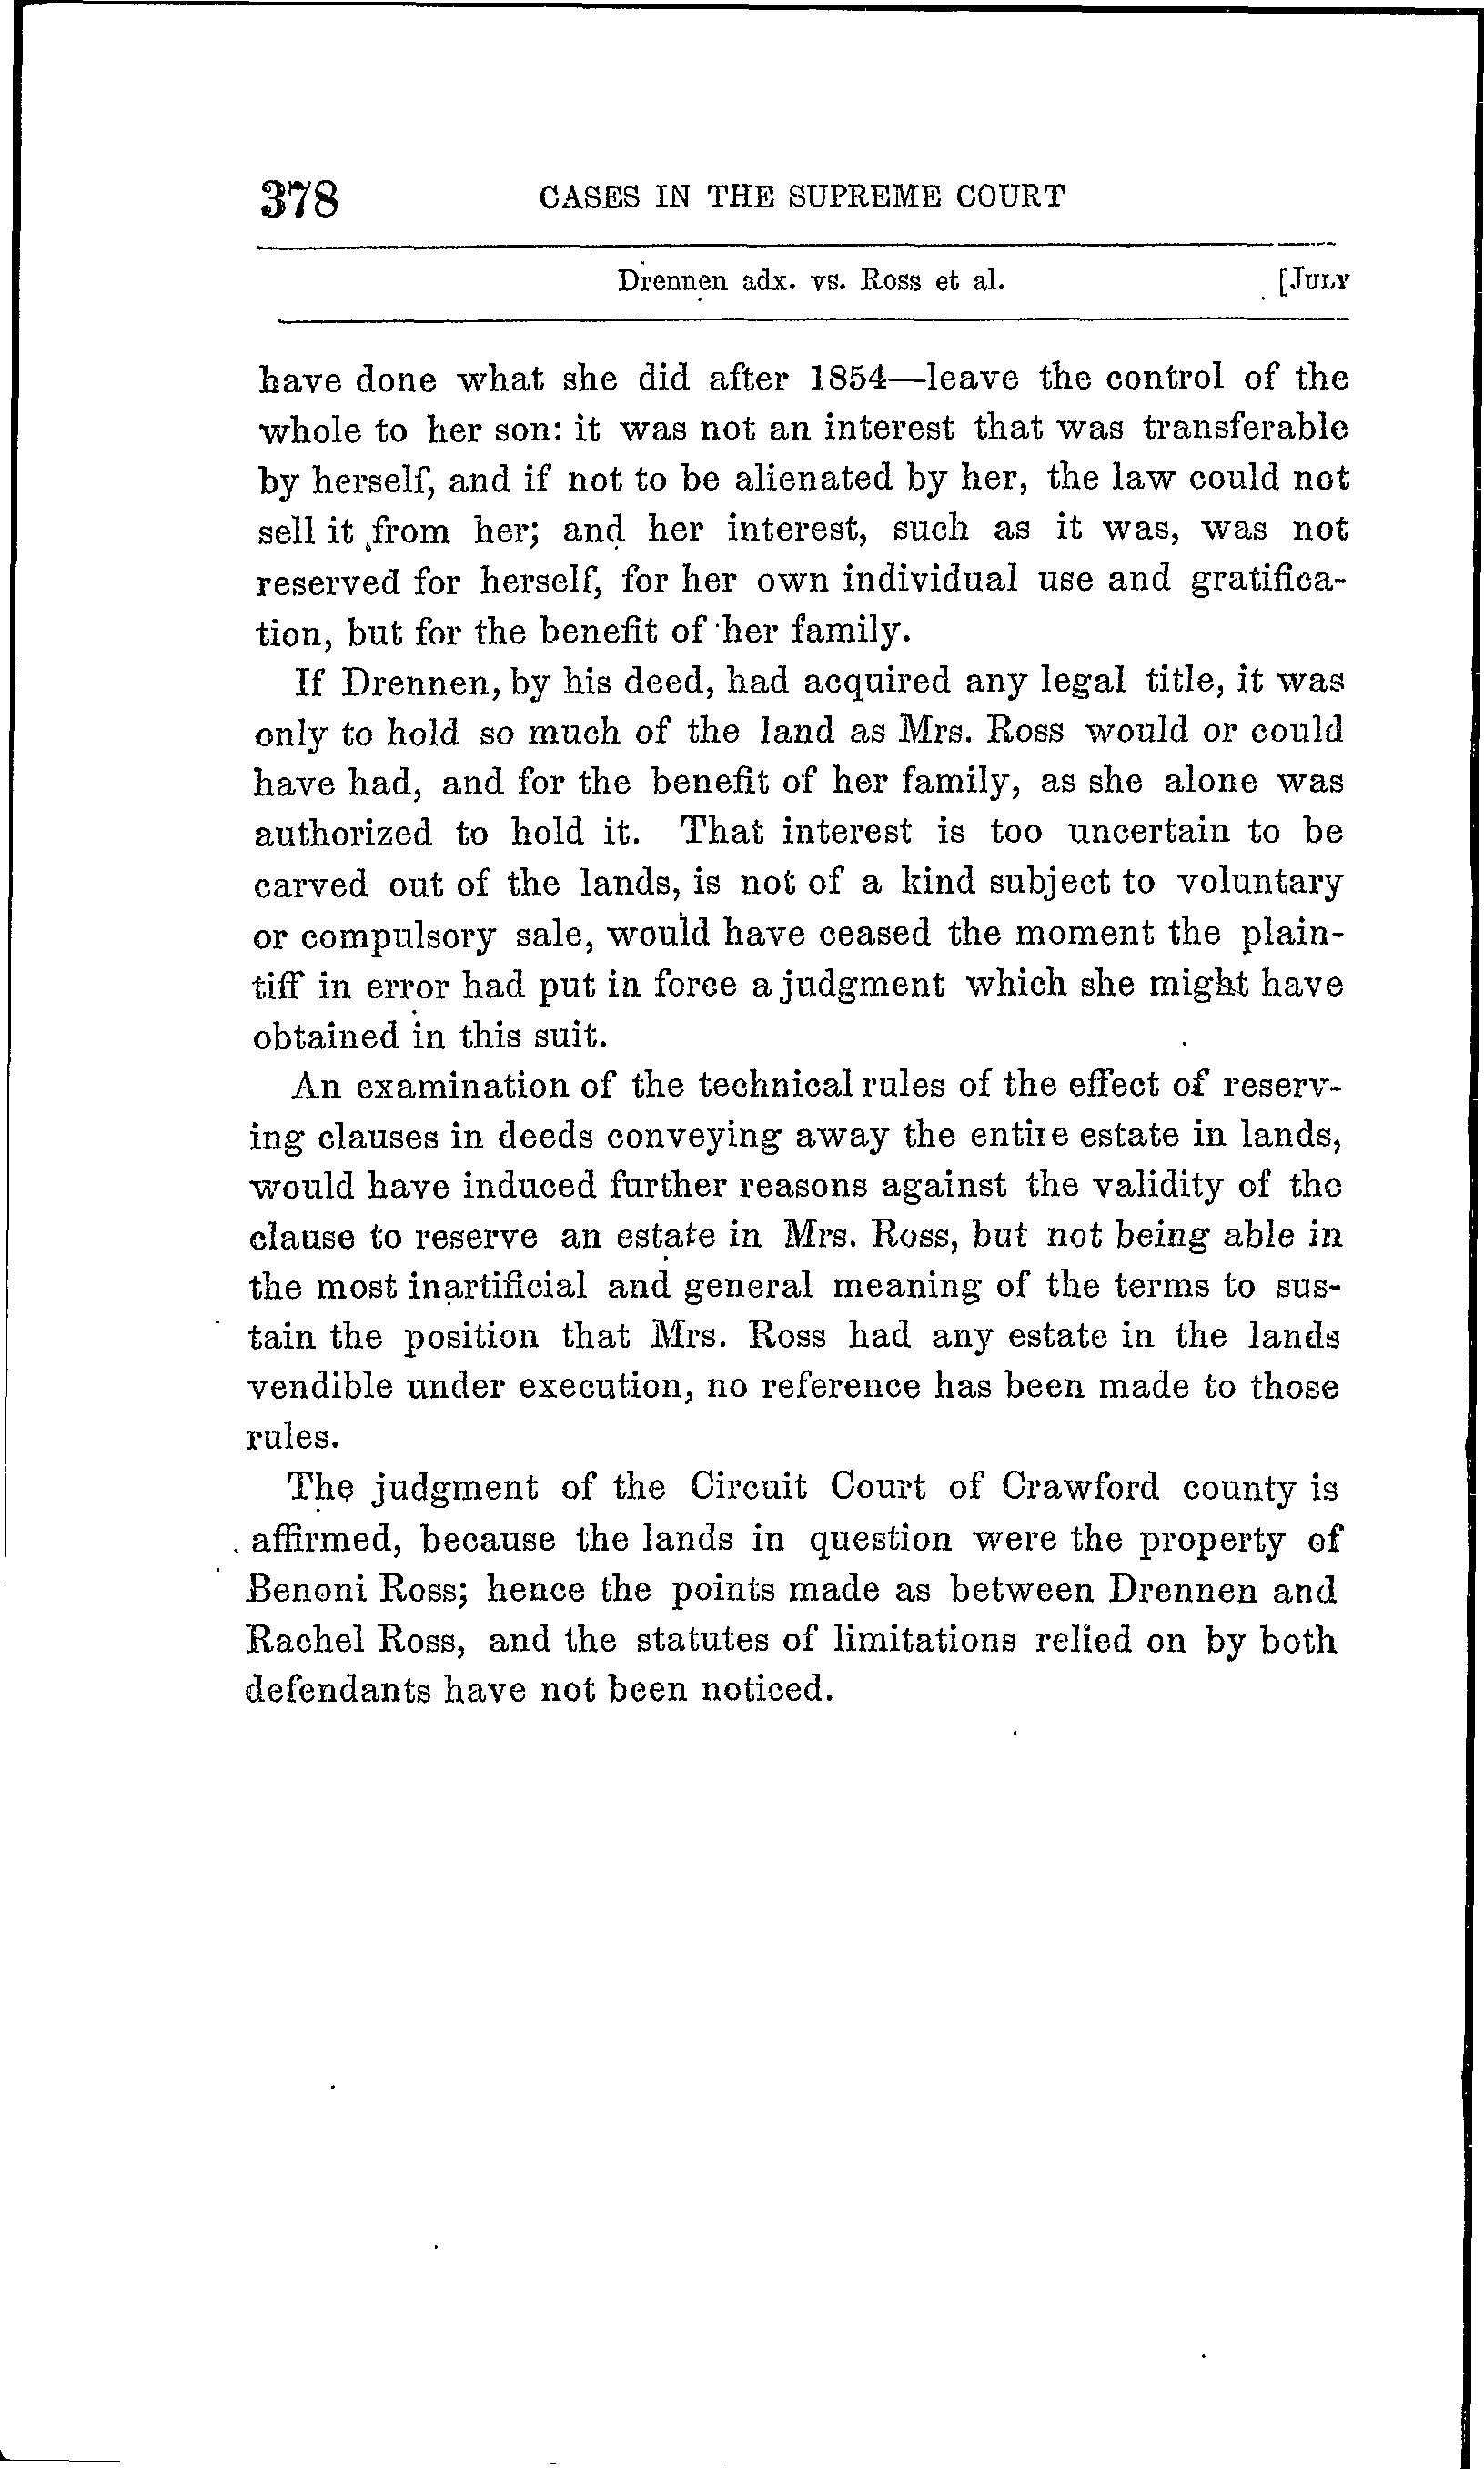 378 CASES IN THE SUPREME COURT
Drennen adx. vs. Ross et al. [JULY
have done what she did after 1854—leave the control of the
whole to her son: it was not an interest that was transferable
by herself, and if not to be alienated by her, the law could not
sell it from her; and her interest, such as it was, was not
reserved for herself, for her own individual use and gratifica-
tion, but for the benefit of her family.
If Drennen, by his deed, had acquired any legal title, it was
only to hold so much of the land as Mrs. Ross would or could
have had, and for the benefit of her family, as she alone was
authorized to hold it. That interest is too uncertain to be
carved out of the lands, is not of a kind subject to voluntary
or compulsory sale, would have ceased the moment the plain-
tiff in error had put in force a judgment which she might have
obtained in this suit.
An examination of the technical rules of the effect of reserv-
ing clauses in deeds conveying away the entire estate in lands,
would have induced further reasons against the validity of the
clause to reserve an estate in Mrs. Ross, but not being able in
the most inartificial and general meaning of the terms to sus-
tain the position that Mrs. Ross had any estate in the lands
vendible under execution, no reference has been made to those
rules.
The judgment of the Circuit Court of Crawford county is
affirmed, because the lands in question were the property of
Benoni Ross; hence the points made as between Drennen and
Rachel Ross, and the statutes of limitations relied on by both
defendants have not been noticed.